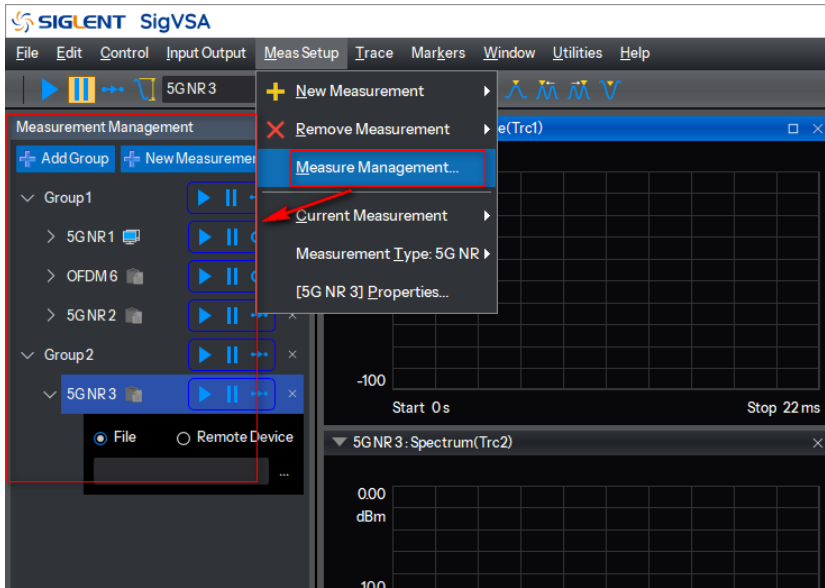 SIGLENT SigVSA
File Edit Control Input Output Meas Setup Trace Markers Window Utilities Help
5G NR 3
New Measurement
Measurement Management
Remove Measurement
e(Trc1)
Add Group
New Measuremen
Measure Management...
Group1
Current Measurement
5G NR 1
Measurement Type: 5G NR
OFDM 6
[5G NR 3] Properties...
5G NR 2
Group2
5G NR 3
-100
Start 0 s
Stop 22 ms
File
Remote Device
5G NR 3 : Spectrum(Trc2)
...
0.00
dBm
10.0